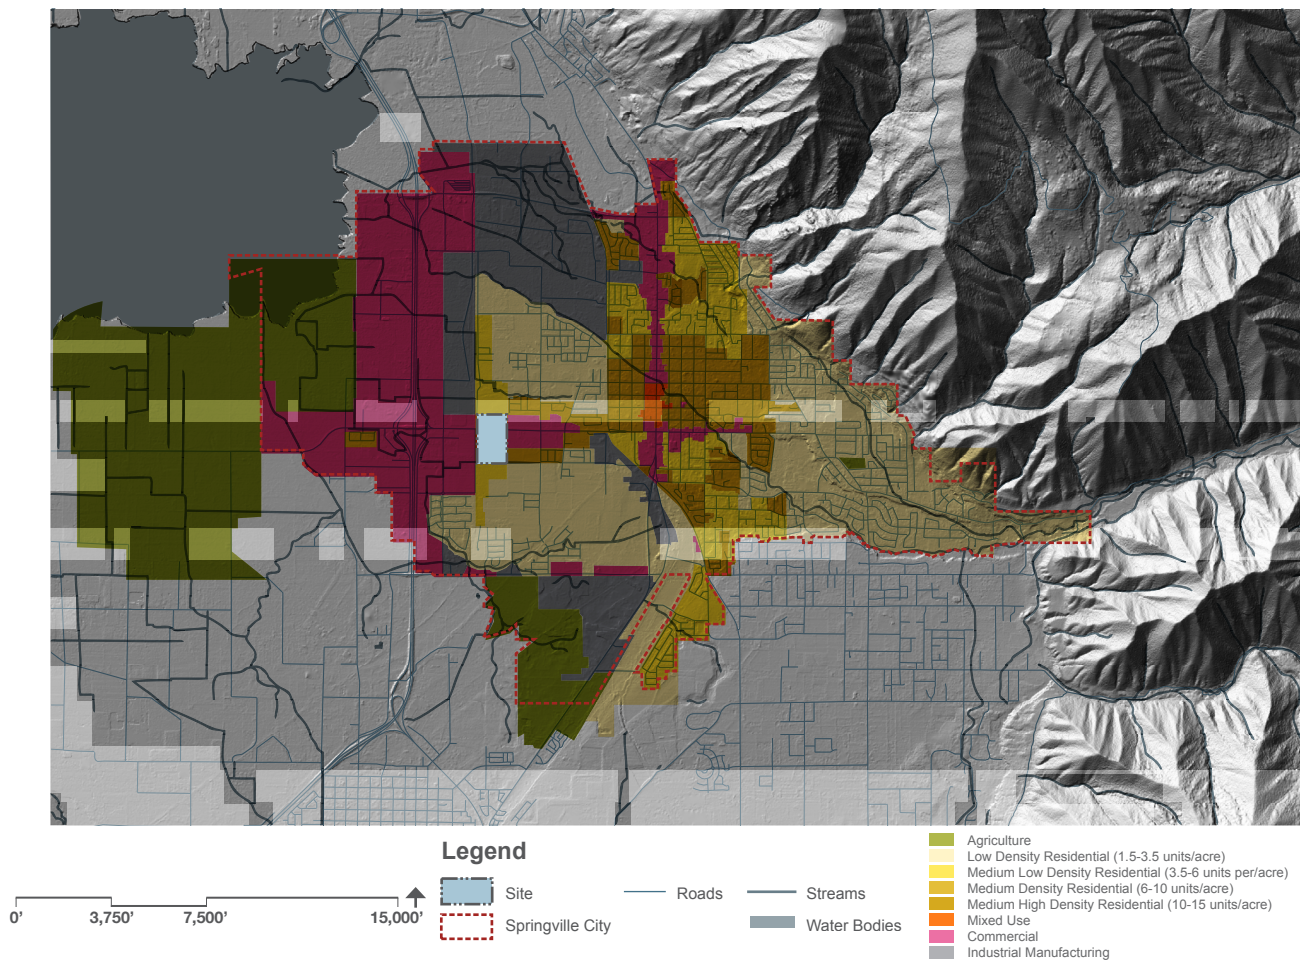 Legend
Site
Roads
Streams
Springville City
Water Bodies
0'
3,750'
7,500'
15,000'
Agriculture
Low Density Residential (1.5-3.5 units/acre)
Medium Low Density Residential (3.5-6 units per/acre)
Medium Density Residential (6-10 units/acre)
Medium High Density Residential (10-15 units/acre)
Mixed Use
Commercial
Industrial Manufacturing